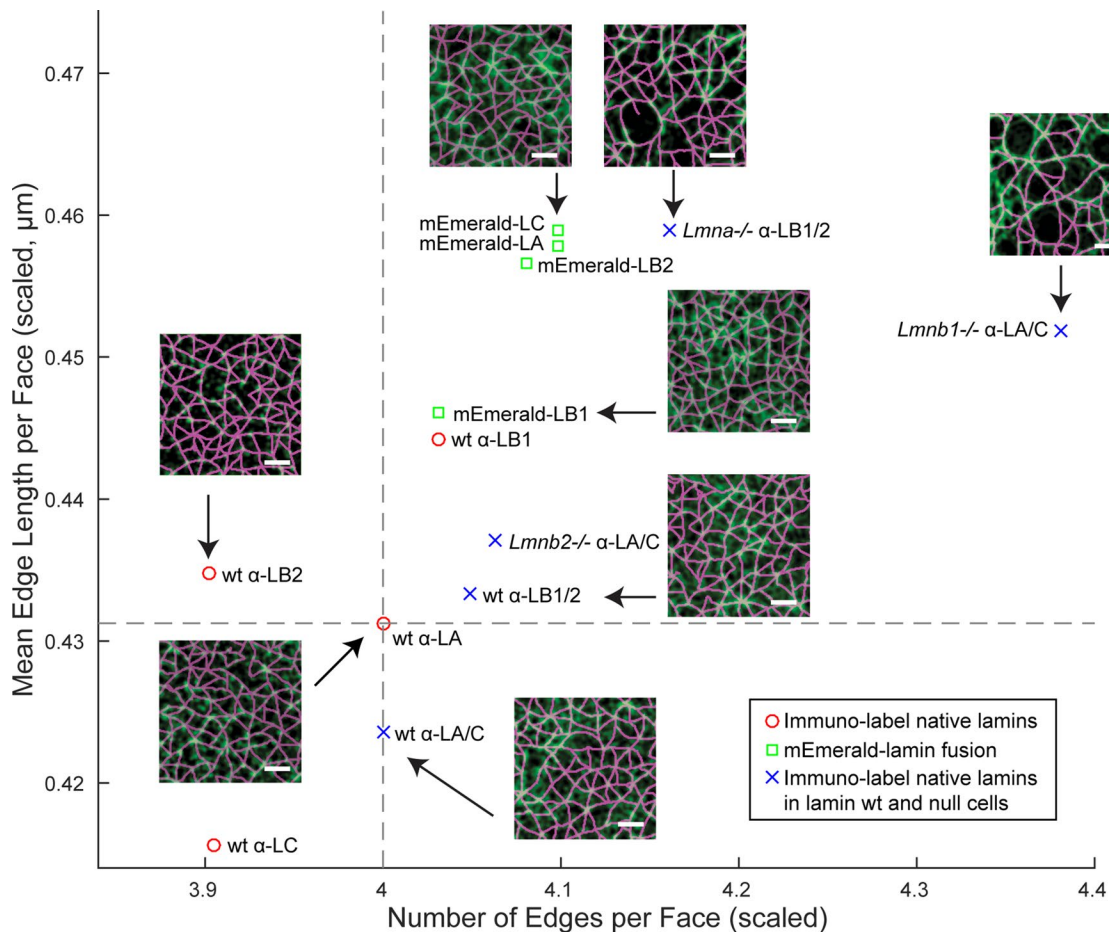 0.47
0.46
0.45
0.44
0.43
0.42
Mean Edge Length per Face (scaled, µm)
mEmerald-LC
mEmerald-LA
mEmerald-LB2
Lmna-/- α-LB1/2
Lmnb1-/- α-LA/C
mEmerald-LB1
wt α-LB1
Lmnb2-/- α-LA/C
wt α-LB2
wt α-LB1/2
wt α-LA
wt α-LA/C
wt α-LC
Immuno-label native lamins
mEmerald-lamin fusion
Immuno-label native lamins
in lamin wt and null cells
3.9
4
4.1
4.2
4.3
4.4
Number of Edges per Face (scaled)